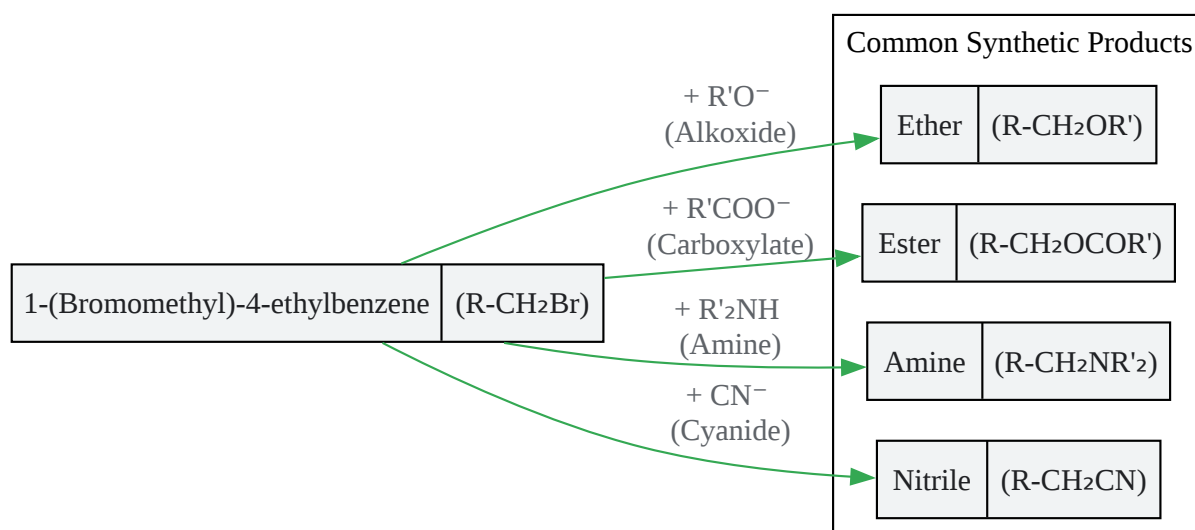 Common Synthetic Products
+ R'O⁻
(Alkoxide)
Ether (R-CH₂OR')
+ R'COO⁻
(Carboxylate)
Ester (R-CH₂OCOR')
1-(Bromomethyl)-4-ethylbenzene (R-CH₂Br)
+ R'₂NH
(Amine)
Amine (R-CH₂NR'₂)
+ CN⁻
(Cyanide)
Nitrile (R-CH₂CN)